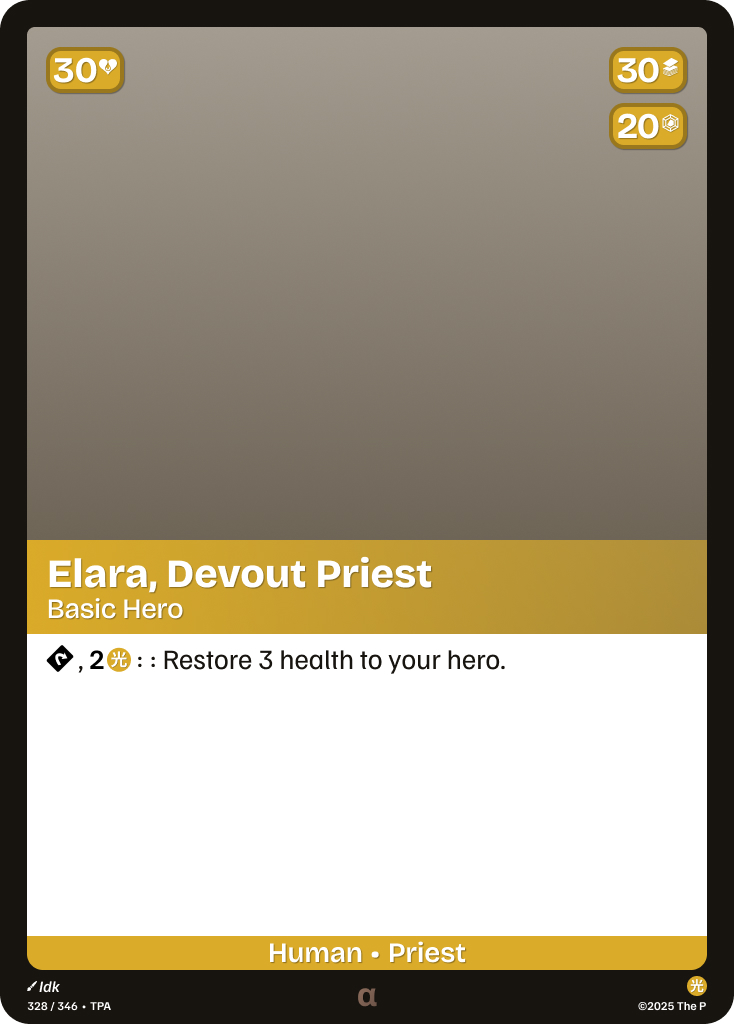 30
30
20
Elara, Devout Priest
Basic Hero
, 2光 : : Restore 3 health to your hero.
Human • Priest
Idk
328 / 346 • TPA
α
光
©2025 The P